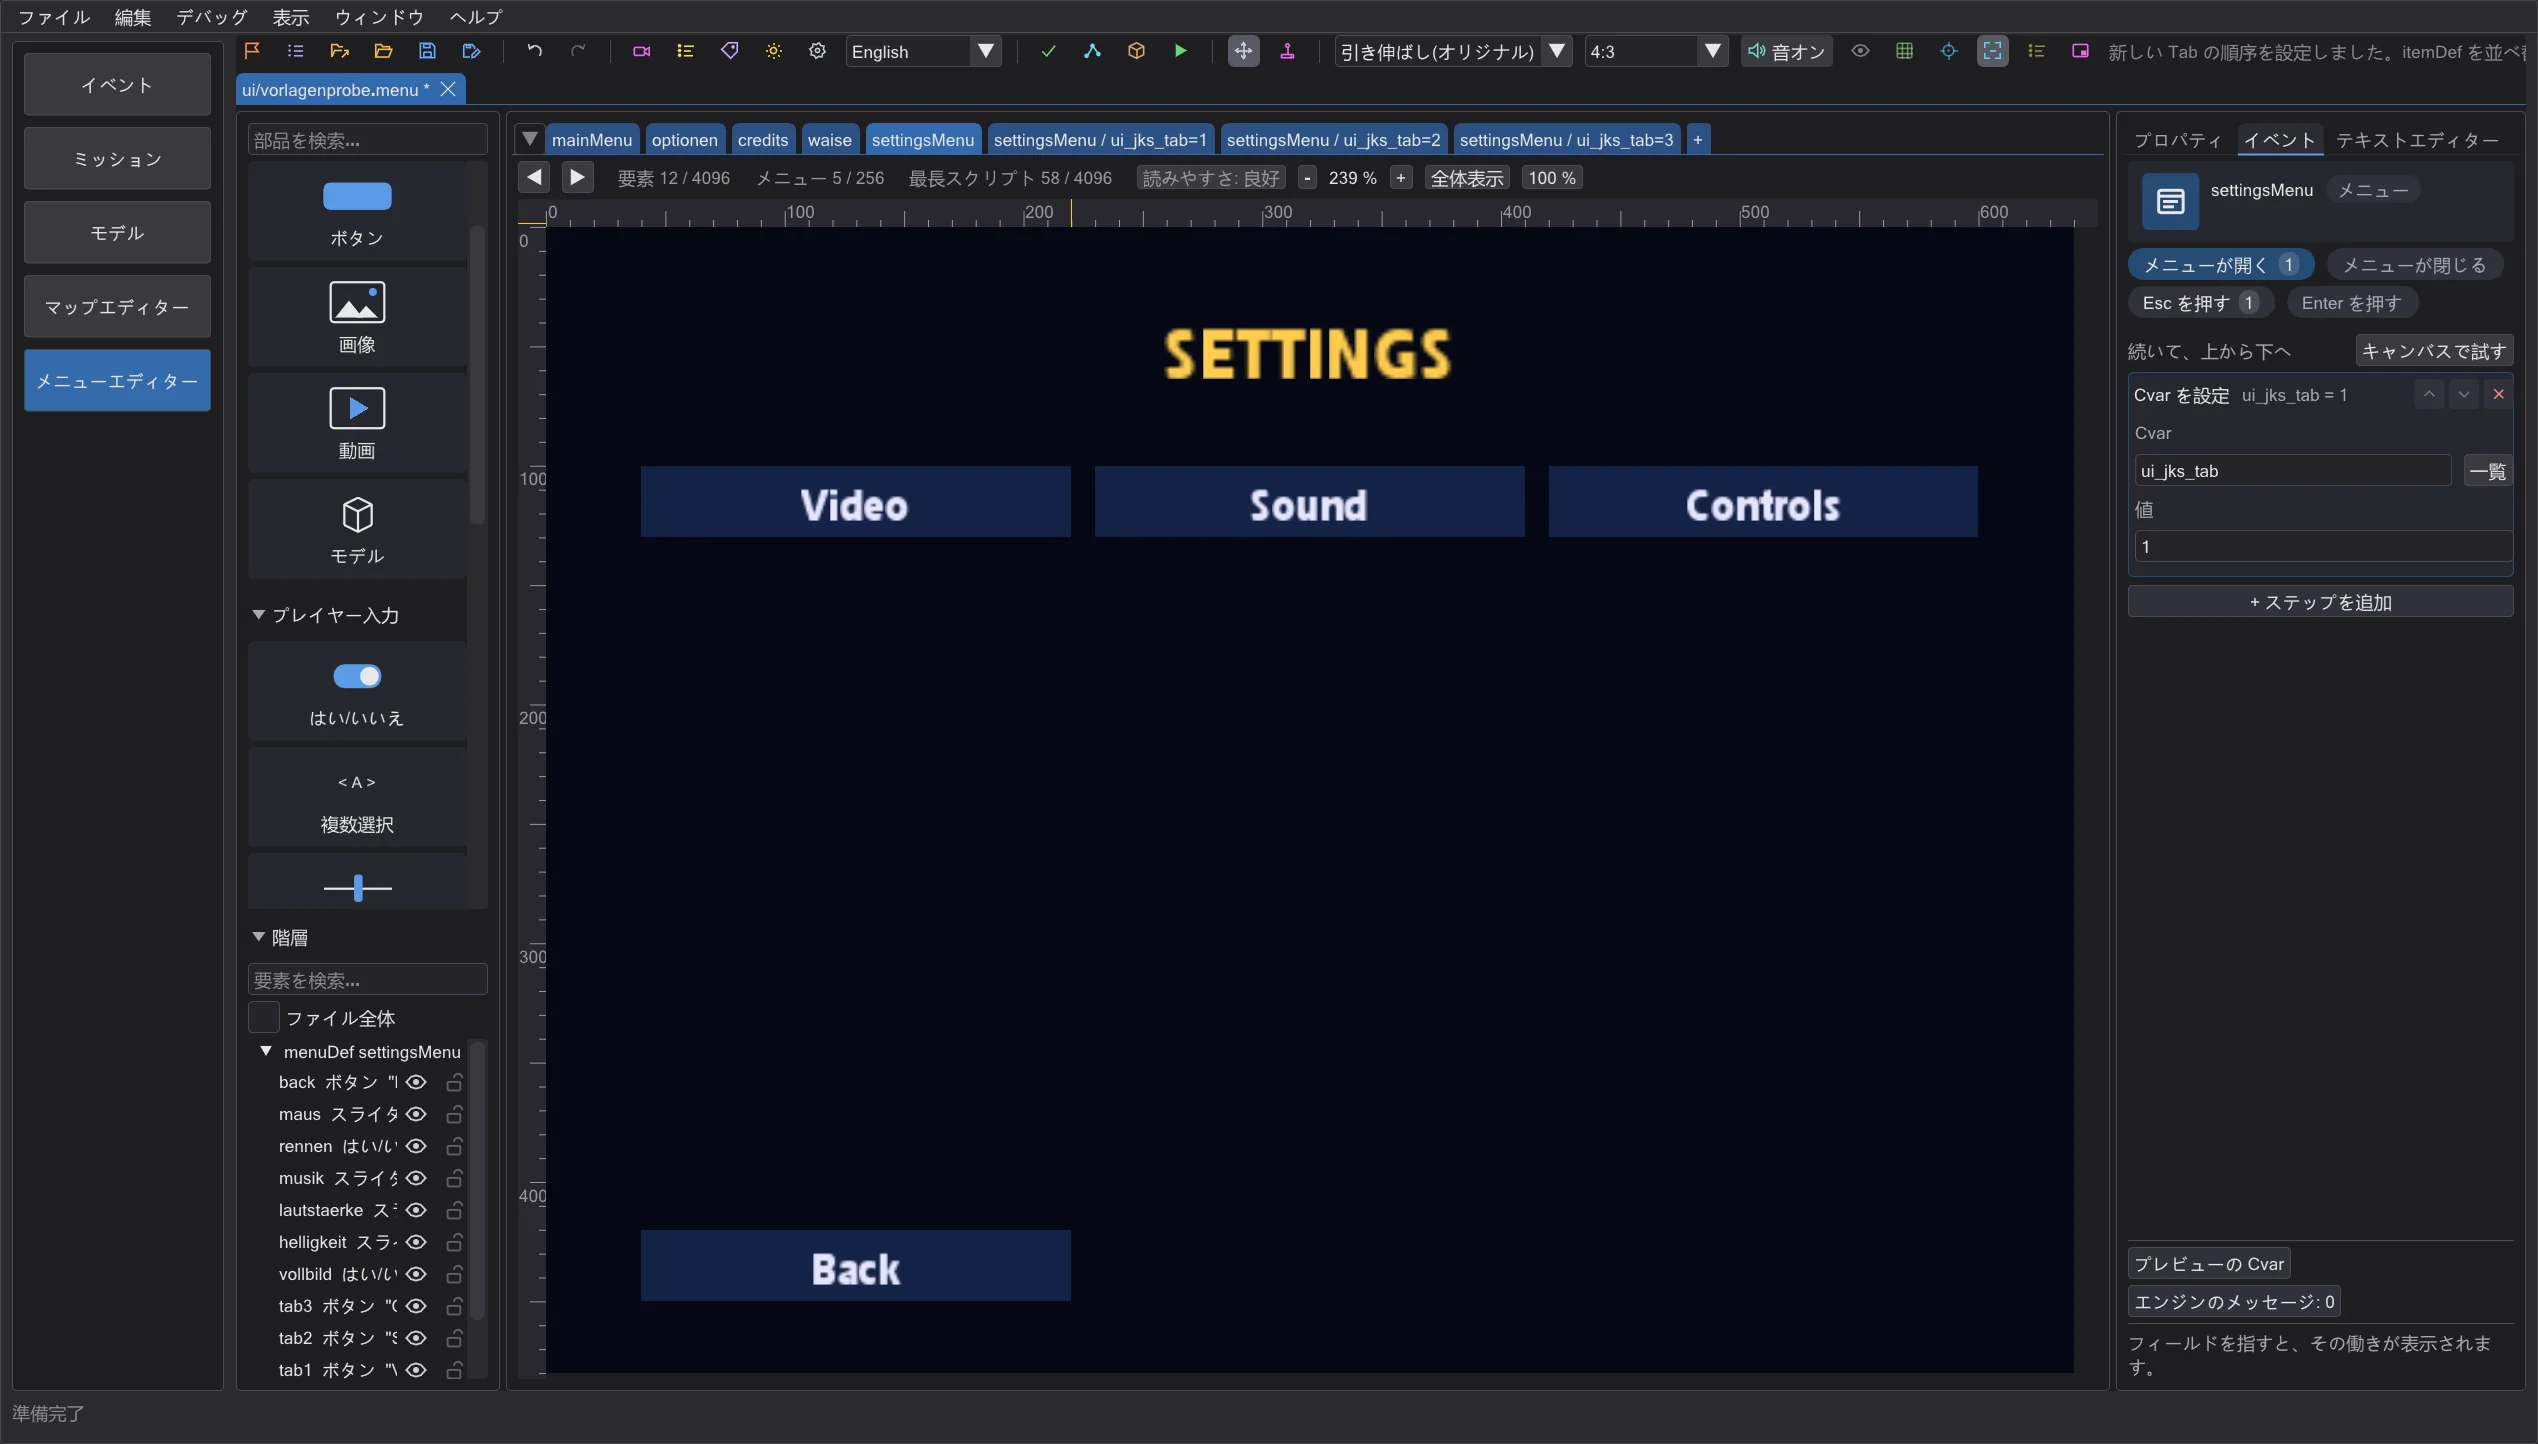 ファイル 編集 デバッグ 表示 ウィンドウ ヘルプ
イベント
ミッション
モデル
マップエディター
メニューエディター
English
引き伸ばし(オリジナル)
4:3
音オン
新しい Tab の順序を設定しました。itemDef を並べ
ui/vorlagenprobe.menu *
部品を検索...
ボタン
画像
動画
モデル
プレイヤー入力
はい/いいえ
< A >
複数選択
階層
要素を検索...
ファイル全体
menuDef settingsMenu
back ボタン
maus スライダ
rennen はい/い
musik スライダ
lautstaerke ス
helligkeit スラ
vollbild はい/い
tab3 ボタン
tab2 ボタン
tab1 ボタン
mainMenu optionen credits waise settingsMenu settingsMenu / ui_jks_tab=1 settingsMenu / ui_jks_tab=2 settingsMenu / ui_jks_tab=3 +
要素 12 / 4096 メニュー 5 / 256 最長スクリプト 58 / 4096 読みやすさ: 良好 - 239 % + 全体表示 100 %
0 100 200 300 400 500 600
0
100
200
300
400
SETTINGS
Video Sound Controls
Back
プロパティ イベント テキストエディター
settingsMenu メニュー
メニューが開く 1 メニューが閉じる
Esc を押す 1 Enter を押す
続いて、上から下へ キャンバスで試す
Cvar を設定 ui_jks_tab = 1
Cvar
ui_jks_tab 一覧
値
1
+ ステップを追加
プレビューの Cvar
エンジンのメッセージ: 0
フィールドを指すと、その働きが表示されま
す。
準備完了